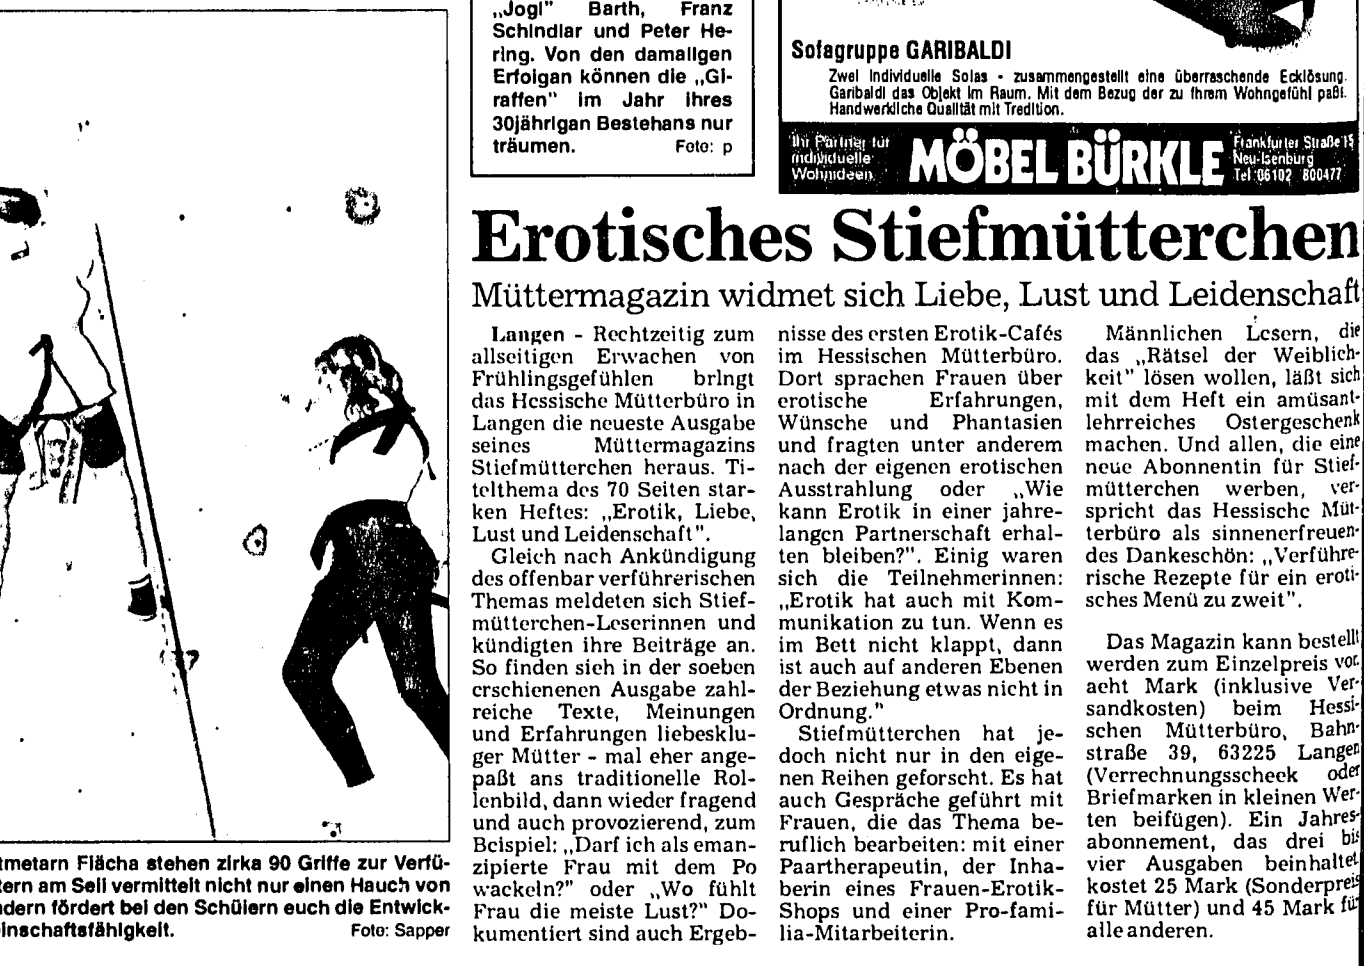 „Jogl" Barth, Franz
Schindlar und Peter He-
ring. Von den damaligen
Erfolgan können die „Gi-
raffen" im Jahr ihres
30jährigan Bestehans nur
träumen. Foto: p
Sofagruppe GARIBALDI
Zwei individuelle Sofas - zusammengestellt eine überraschende Ecklösung.
Garibaldi das Objekt im Raum. Mit dem Bezug der zu Ihrem Wohngefühl paßt.
Handwerkliche Qualität mit Tradition.
Ihr Partner für
individuelle
Wohnideen
MÖBEL BÜRKLE
Frankfurter Straße 15
Neu-Isenburg
Tel 06102 800477
Erotisches Stiefmütterchen
Müttermagazin widmet sich Liebe, Lust und Leidenschaft
Langen - Rechtzeitig zum
allseitigen Erwachen von
Frühlingsgefühlen bringt
das Hessische Mütterbüro in
Langen die neueste Ausgabe
seines Müttermagazins
Stiefmütterchen heraus. Ti-
telthema des 70 Seiten star-
ken Heftes: „Erotik, Liebe,
Lust und Leidenschaft".
Gleich nach Ankündigung
des offenbar verführerischen
Themas meldeten sich Stief-
mütterchen-Leserinnen und
kündigten ihre Beiträge an.
So finden sich in der soeben
erschienenen Ausgabe zahl-
reiche Texte, Meinungen
und Erfahrungen liebesklu-
ger Mütter - mal eher ange-
paßt ans traditionelle Rol-
lenbild, dann wieder fragend
und auch provozierend, zum
Beispiel: „Darf ich als eman-
zipierte Frau mit dem Po
wackeln?" oder „Wo fühlt
Frau die meiste Lust?" Do-
kumentiert sind auch Ergeb-
nisse des ersten Erotik-Cafés
im Hessischen Mütterbüro.
Dort sprachen Frauen über
erotische Erfahrungen,
Wünsche und Phantasien
und fragten unter anderem
nach der eigenen erotischen
Ausstrahlung oder „Wie
kann Erotik in einer jahre-
langen Partnerschaft erhal-
ten bleiben?". Einig waren
sich die Teilnehmerinnen:
„Erotik hat auch mit Kom-
munikation zu tun. Wenn es
im Bett nicht klappt, dann
ist auch auf anderen Ebenen
der Beziehung etwas nicht in
Ordnung."
Stiefmütterchen hat je-
doch nicht nur in den eige-
nen Reihen geforscht. Es hat
auch Gespräche geführt mit
Frauen, die das Thema be-
ruflich bearbeiten: mit einer
Paartherapeutin, der Inha-
berin eines Frauen-Erotik-
Shops und einer Pro-fami-
lia-Mitarbeiterin.
Männlichen Lesern, die
das „Rätsel der Weiblich-
keit" lösen wollen, läßt sich
mit dem Heft ein amüsant-
lehrreiches Ostergeschenk
machen. Und allen, die eine
neue Abonnentin für Stief-
mütterchen werben, ver-
spricht das Hessische Müt-
terbüro als sinnenerfreuen-
des Dankeschön: „Verführe-
rische Rezepte für ein eroti-
sches Menü zu zweit".
Das Magazin kann bestellt
werden zum Einzelpreis von
acht Mark (inklusive Ver-
sandkosten) beim Hessi-
schen Mütterbüro, Bahn-
straße 39, 63225 Langen
(Verrechnungsscheck oder
Briefmarken in kleinen Wer-
ten beifügen). Ein Jahres-
abonnement, das drei bis
vier Ausgaben beinhaltet
kostet 25 Mark (Sonderpreis
für Mütter) und 45 Mark für
alle anderen.
tmetarn Flächa stehen zirka 90 Griffe zur Verfü-
tern am Seil vermittelt nicht nur einen Hauch von
ndern fördert bei den Schülern euch die Entwick-
inschaftsfähigkeit. Foto: Sapper